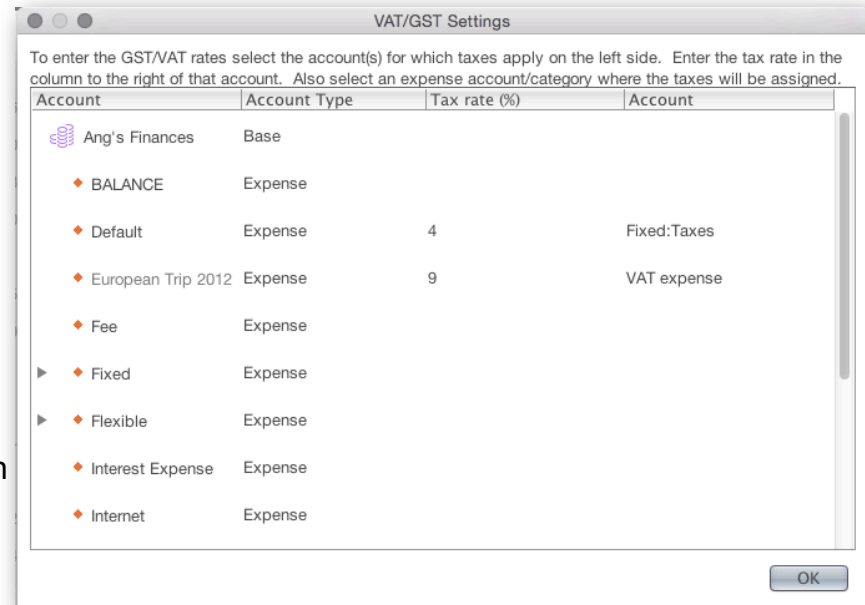 VAT/GST Settings
To enter the GST/VAT rates select the account(s) for which taxes apply on the left side. Enter the tax rate in the
column to the right of that account. Also select an expense account/category where the taxes will be assigned.
Account Account Type Tax rate (%) Account
Ang's Finances Base
BALANCE Expense
Default Expense 4 Fixed:Taxes
European Trip 2012 Expense 9 VAT expense
Fee Expense
Fixed Expense
Flexible Expense
n
Interest Expense Expense
Internet Expense
OK